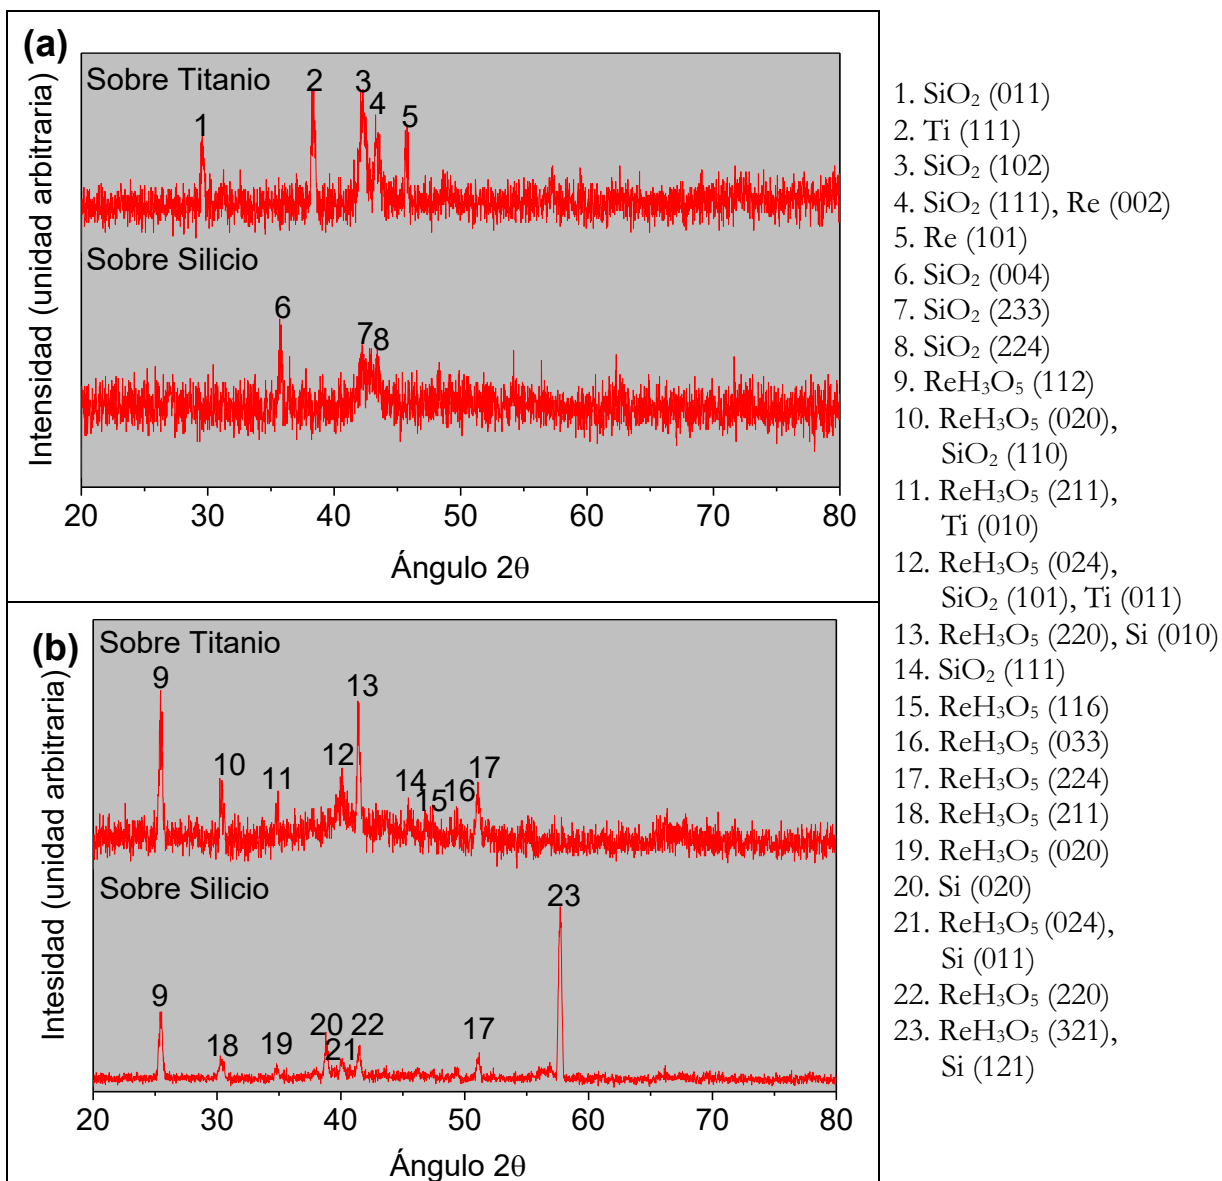 (a)
Sobre Titanio
1
2
3
4
5
Sobre Silicio
6
7
8
Intensidad (unidad arbitraria)
20 30 40 50 60 70 80
Ángulo 2θ
(b)
Sobre Titanio
9
10
11
12
13
14
15
16
17
Sobre Silicio
9
18
19
20
21
22
17
23
Intesidad (unidad arbitraria)
20 30 40 50 60 70 80
Ángulo 2θ
1. SiO₂ (011)
2. Ti (111)
3. SiO₂ (102)
4. SiO₂ (111), Re (002)
5. Re (101)
6. SiO₂ (004)
7. SiO₂ (233)
8. SiO₂ (224)
9. ReH₃O₅ (112)
10. ReH₃O₅ (020),
SiO₂ (110)
11. ReH₃O₅ (211),
Ti (010)
12. ReH₃O₅ (024),
SiO₂ (101), Ti (011)
13. ReH₃O₅ (220), Si (010)
14. SiO₂ (111)
15. ReH₃O₅ (116)
16. ReH₃O₅ (033)
17. ReH₃O₅ (224)
18. ReH₃O₅ (211)
19. ReH₃O₅ (020)
20. Si (020)
21. ReH₃O₅ (024),
Si (011)
22. ReH₃O₅ (220)
23. ReH₃O₅ (321),
Si (121)